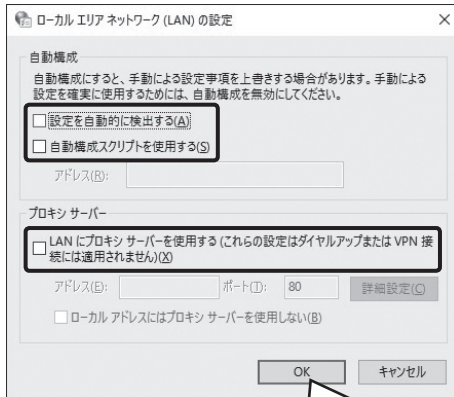 ローカル エリア ネットワーク (LAN) の設定
自動構成
自動構成にすると、手動による設定事項を上書きする場合があります。手動による
設定を確実に使用するためには、自動構成を無効にしてください。
設定を自動的に検出する(A)
自動構成スクリプトを使用する(S)
アドレス(R):
プロキシ サーバー
LAN にプロキシ サーバーを使用する (これらの設定はダイヤルアップまたは VPN 接
続には適用されません)(X)
アドレス(E): ポート(T): 80 詳細設定(C)
ローカル アドレスにはプロキシ サーバーを使用しない(B)
OK キャンセル